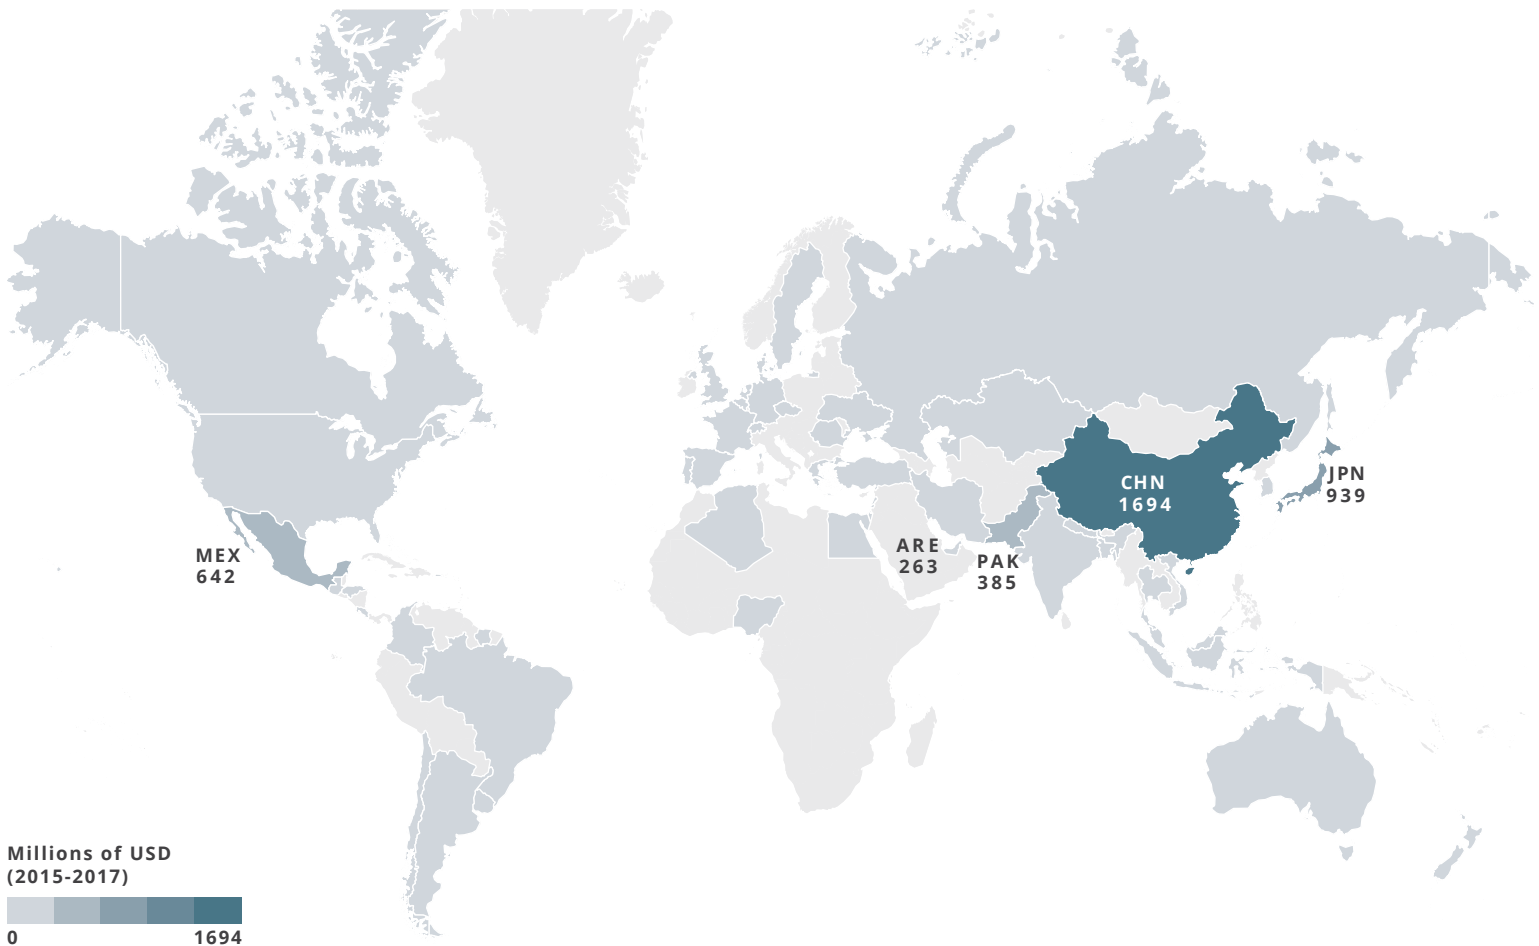 CHN
1694
JPN
939
MEX
642
ARE
263
PAK
385
Millions of USD
(2015-2017)
0 1694